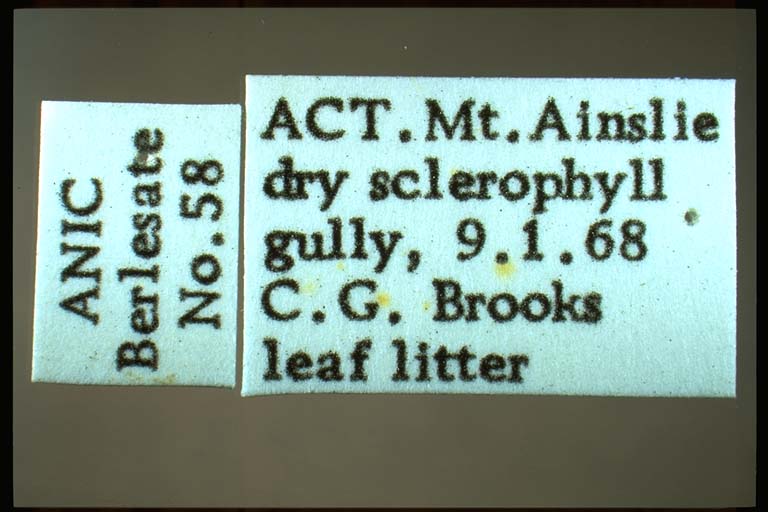 ANIC
Berlesate
No.58
ACT. Mt. Ainslie
dry sclerophyll
gully, 9.1.68
C.G. Brooks
leaf litter